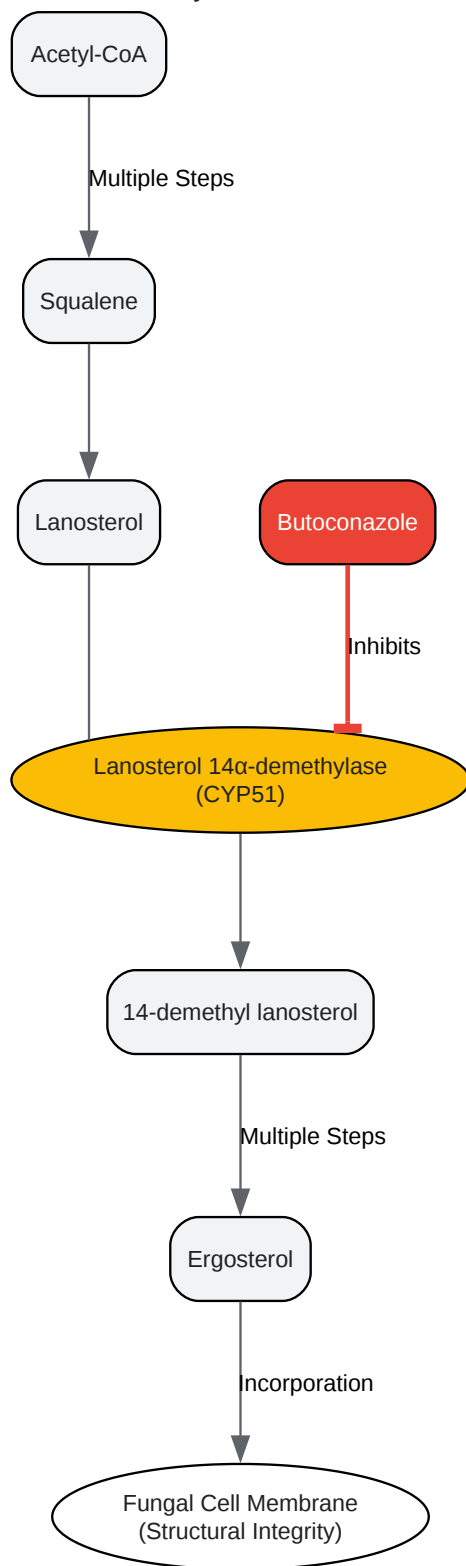 Acetyl-CoA
Multiple Steps
Squalene
Lanosterol
Butoconazole
Inhibits
Lanosterol 14α-demethylase
(CYP51)
14-demethyl lanosterol
Multiple Steps
Ergosterol
Incorporation
Fungal Cell Membrane
(Structural Integrity)